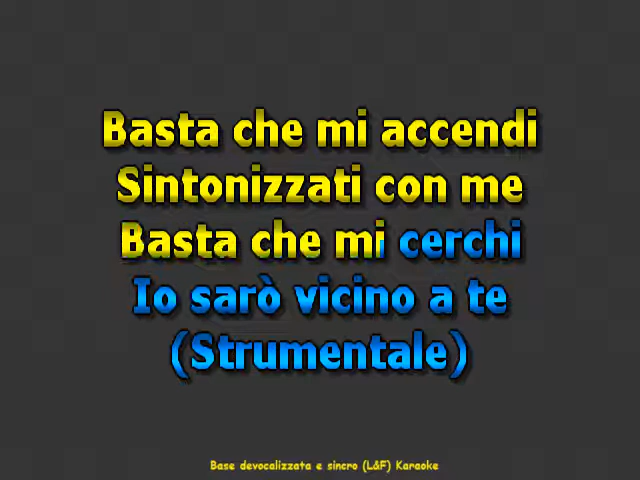 Basta che mi accendi
Sintonizzati con me
Basta che mi cerchi
Io sarò vicino a te
(Strumentale)
Base devocalizzata e sincro (L&F) Karaoke